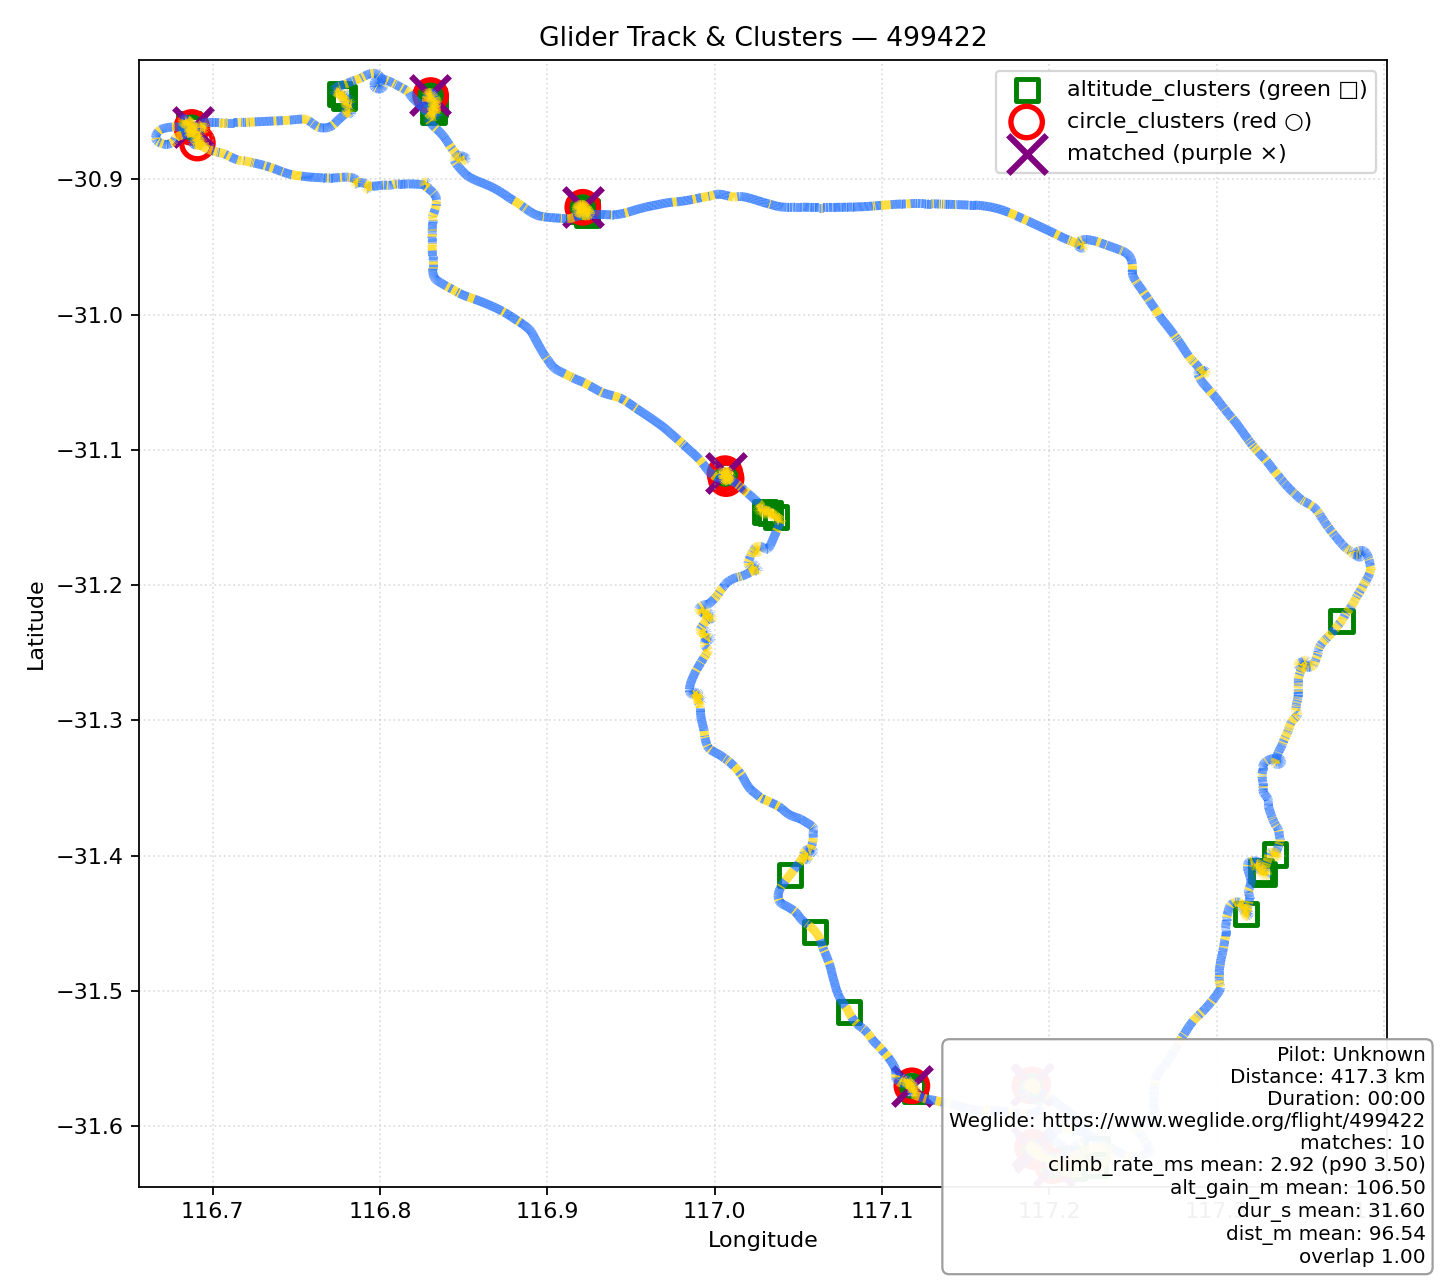 Glider Track & Clusters — 499422
altitude_clusters (green □)
circle_clusters (red ○)
matched (purple ×)
Latitude
−30.9
−31.0
−31.1
−31.2
−31.3
−31.4
−31.5
−31.6
116.7
116.8
116.9
117.0
117.1
117.2
Longitude
Pilot: Unknown
Distance: 417.3 km
Duration: 00:00
Weglide: https://www.weglide.org/flight/499422
matches: 10
climb_rate_ms mean: 2.92 (p90 3.50)
alt_gain_m mean: 106.50
dur_s mean: 31.60
dist_m mean: 96.54
overlap 1.00